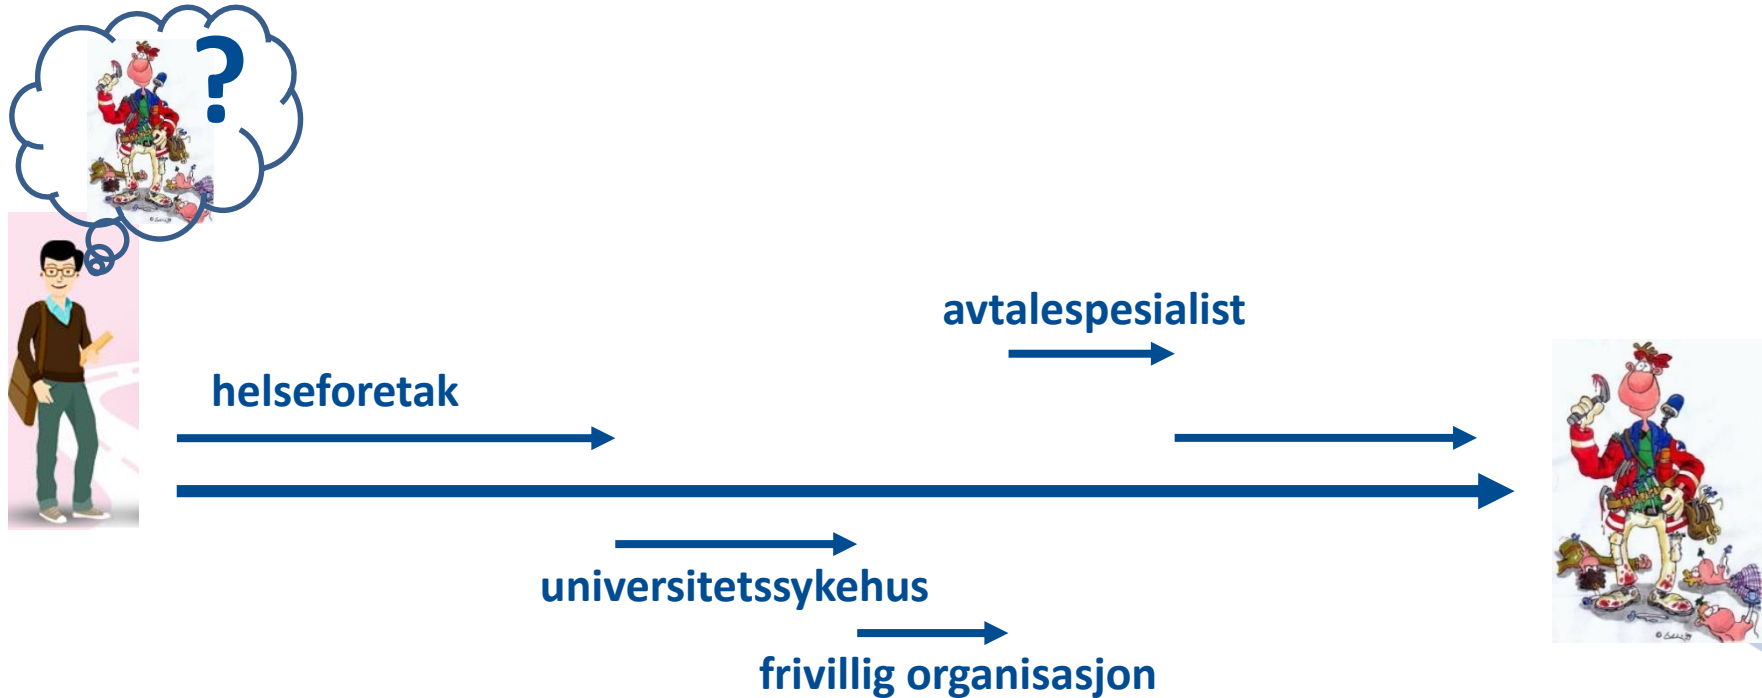 ?
avtalespesialist
helseforetak
universitetssykehus
frivillig organisasjon